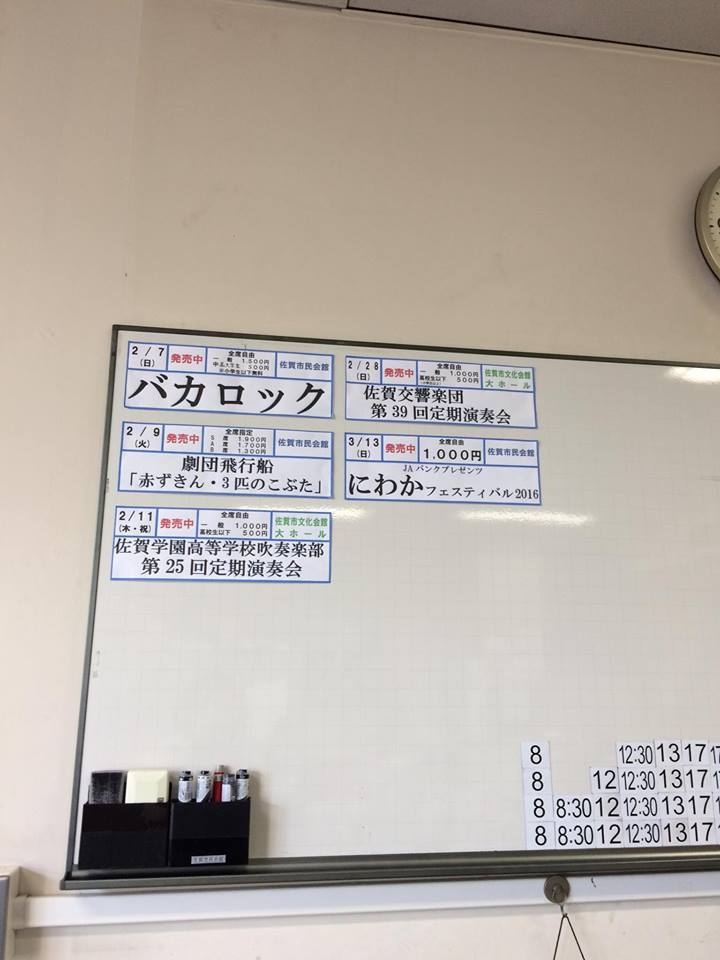 2/7
(日)
発売中
全席自由
一般 1.500円
中高大学生 500円
※小学生以下無料
佐賀市民会館
バカロック
2/9
(火)
発売中
全席指定
S席 1.900円
A席 1.700円
B席 1.300円
佐賀市民会館
劇団飛行船
「赤ずきん・3匹のこぶた」
2/11
(木・祝)
発売中
全席自由
一般 1.000円
高校生以下 500円
佐賀市文化会館
大ホール
佐賀学園高等学校吹奏楽部
第25回定期演奏会
2/28
(日)
発売中
全席自由
一般 1.000円
高校生以下 500円
佐賀市文化会館
大ホール
佐賀交響楽団
第39回定期演奏会
3/13
(日)
発売中
全席自由
1.000円
佐賀市民会館
JAバンクプレゼンツ
にわかフェスティバル2016
8 12:30 13 17
8 12 12:30 13 17
8 8:30 12 12:30 13 17
8 8:30 12 12:30 13 17
佐賀市民会館